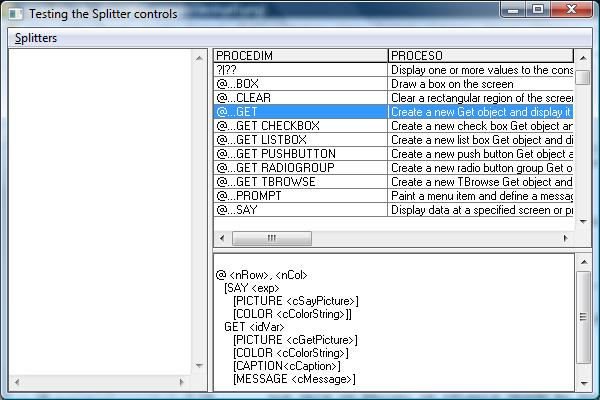 Testing the Splitter controls
Splitters
PROCEDIM PROCESO
?|?? Display one or more values to the cons
@...BOX Draw a box on the screen
@...CLEAR Clear a rectangular region of the screen
@...GET Create a new Get object and display it
@...GET CHECKBOX Create a new check box Get object an
@...GET LISTBOX Create a new list box Get object and di
@...GET PUSHBUTTON Create a new push button Get object an
@...GET RADIOGROUP Create a new radio button group Get o
@...GET TBROWSE Create a new TBrowse Get object and
@...PROMPT Paint a menu item and define a messag
@...SAY Display data at a specified screen or pr
@ <nRow>, <nCol>
[SAY <exp>
[PICTURE <cSayPicture>]
[COLOR <cColorString>]]
GET <idVar>
[PICTURE <cGetPicture>]
[COLOR <cColorString>]
[CAPTION<cCaption>]
[MESSAGE <cMessage>]